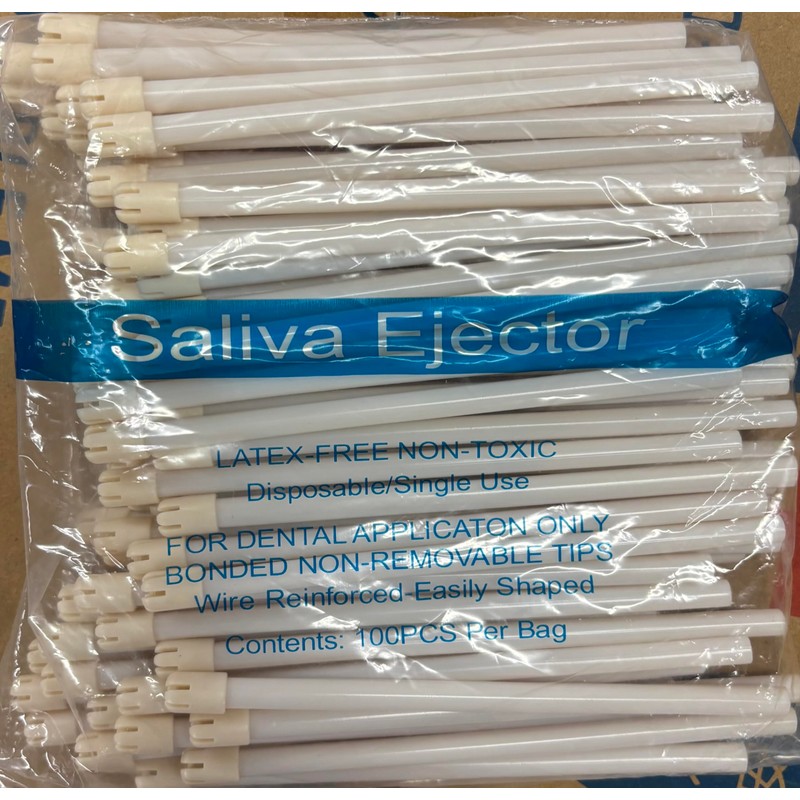 Saliva Ejector
LATEX-FREE NON-TOXIC
Disposable/Single Use
FOR DENTAL APPLICATON ONLY
BONDED NON-REMOVABLE TIPS
Wire Reinforced-Easily Shaped
Contents: 100PCS Per Bag